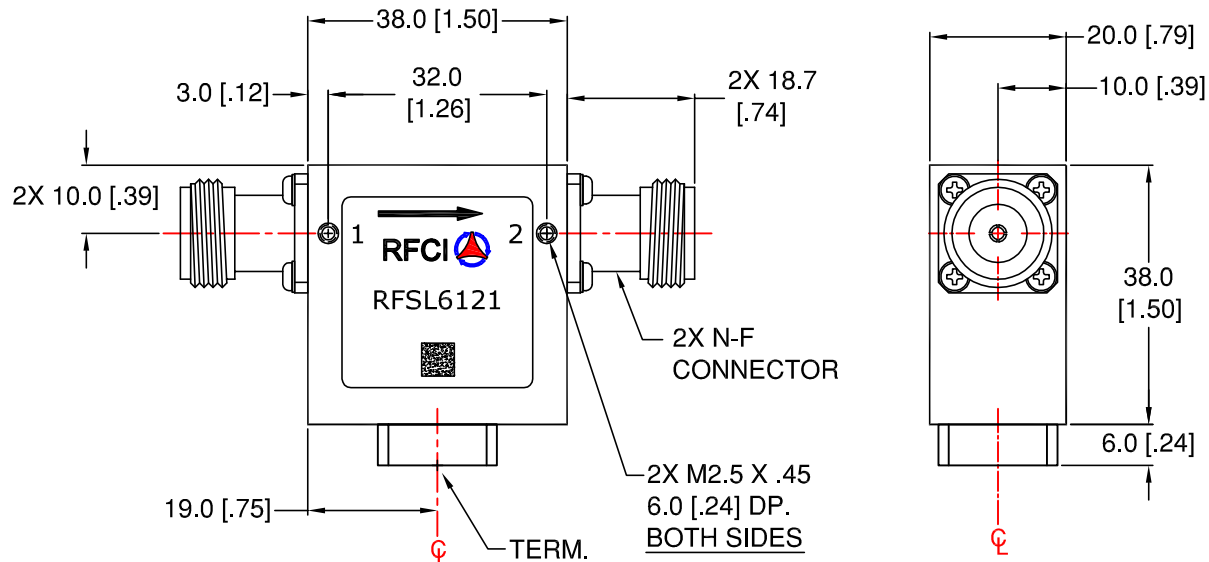 38.0 [1.50]
20.0 [.79]
3.0 [.12]
32.0
[1.26]
2X 18.7
[.74]
10.0 [.39]
2X 10.0 [.39]
1
2
RFCI
RFSL6121
38.0
[1.50]
2X N-F
CONNECTOR
6.0 [.24]
19.0 [.75]
2X M2.5 X .45
6.0 [.24] DP.
BOTH SIDES
TERM.
℄
℄